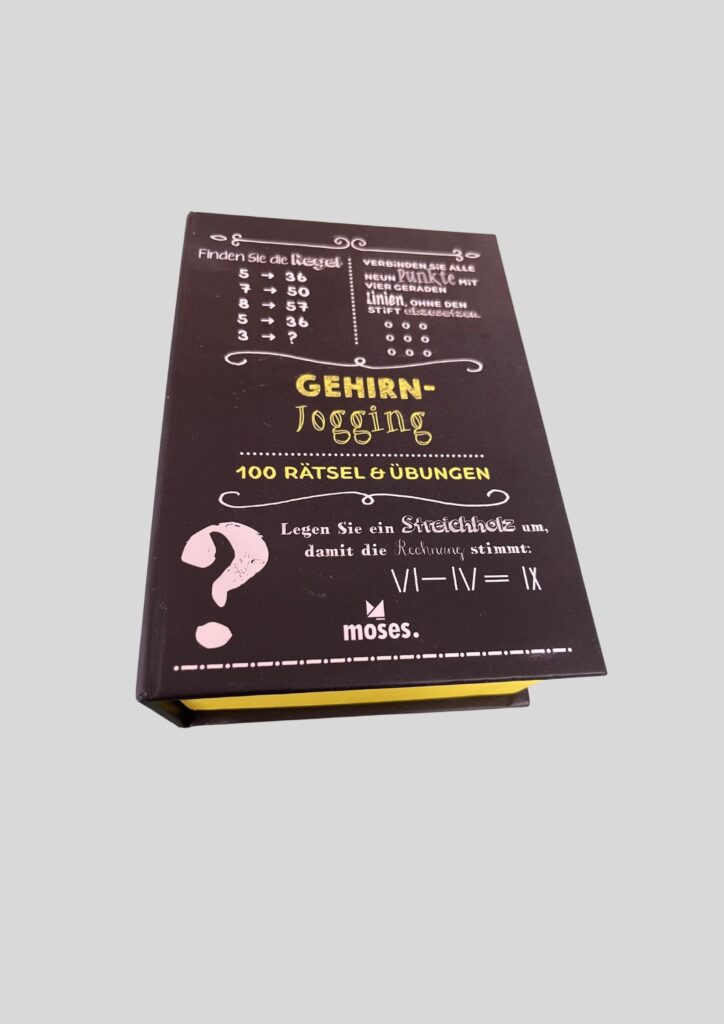 Finden Sie die Regel
5 → 36
7 → 50
8 → 57
5 → 36
3 → ?
VERBINDEN SIE ALLE
NEUN Punkte MIT
VIER GERADEN
Linien, OHNE DEN
STIFT abzusetzen.
GEHIRN-
Jogging
100 RÄTSEL & ÜBUNGEN
Legen Sie ein Streichholz um,
damit die Rechnung stimmt:
VI — IV = IX
?
moses.